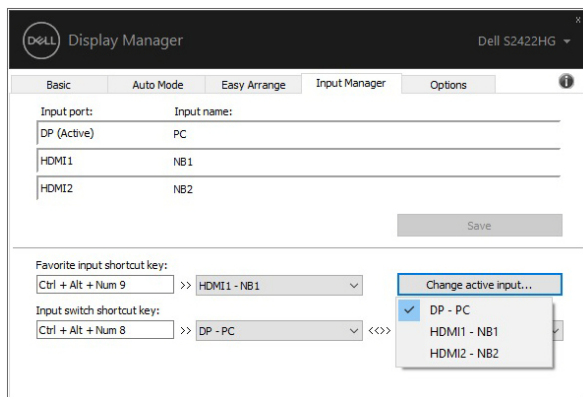 DELL Display Manager
Dell S2422HG
x
Basic Auto Mode Easy Arrange Input Manager Options
Input port: Input name:
DP (Active) PC
HDMI1 NB1
HDMI2 NB2
Save
Favorite input shortcut key:
Ctrl + Alt + Num 9 >> HDMI1 - NB1 Change active input...
Input switch shortcut key:
Ctrl + Alt + Num 8 >> DP - PC <<>>
DP - PC
HDMI1 - NB1
HDMI2 - NB2